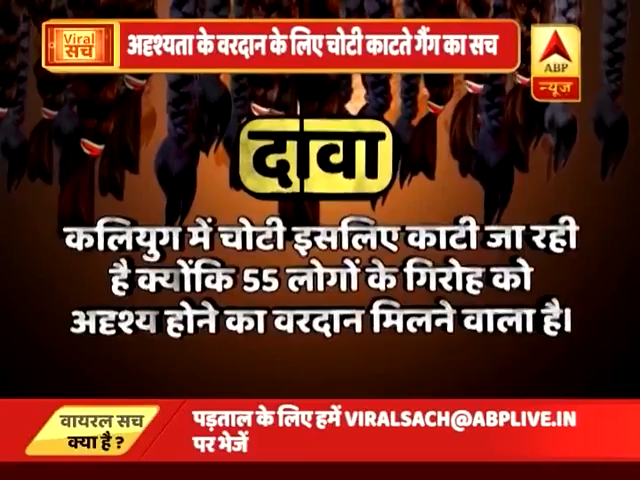 Viral
सच
अदृश्यता के वरदान के लिए चोटी काटते गैंग का सच
ABP
न्यूज़
दावा
कलियुग में चोटी इसलिए काटी जा रही
है क्योंकि 55 लोगों के गिरोह को
अदृश्य होने का वरदान मिलने वाला है।
वायरल सच
क्या है ?
पड़ताल के लिए हमें VIRALSACH@ABPLIVE.IN
पर भेजें